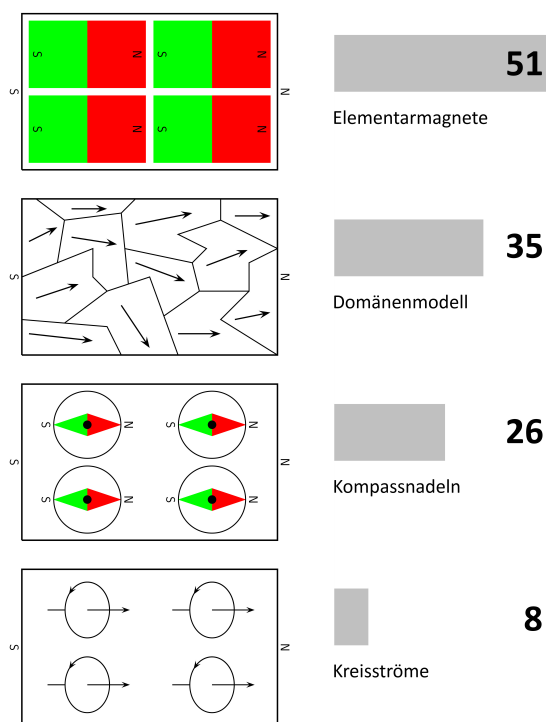 S N S N
S N
S N S N
51
Elementarmagnete
S N
35
Domänenmodell
S N S N
S N
S N S N
26
Kompassnadeln
S N
8
Kreisströme